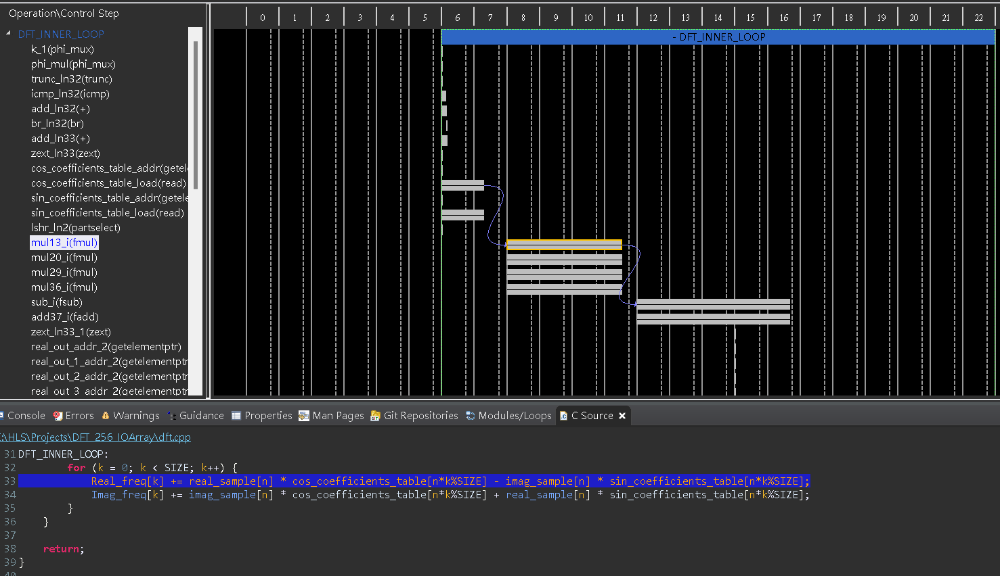 Operation\Control Step
0 1 2 3 4 5 6 7 8 9 10 11 12 13 14 15 16 17 18 19 20 21 22
DFT_INNER_LOOP
- DFT_INNER_LOOP
k_1(phi_mux)
phi_mul(phi_mux)
trunc_ln32(trunc)
icmp_ln32(icmp)
add_ln32(+)
br_ln32(br)
add_ln33(+)
zext_ln33(zext)
cos_coefficients_table_addr(getele
cos_coefficients_table_load(read)
sin_coefficients_table_addr(getele
sin_coefficients_table_load(read)
lshr_ln2(partselect)
mul13_i(fmul)
mul20_i(fmul)
mul29_i(fmul)
mul36_i(fmul)
sub_i(fsub)
add37_i(fadd)
zext_ln33_1(zext)
real_out_addr_2(getelementptr)
real_out_1_addr_2(getelementptr
real_out_2_addr_2(getelementptr
real_out_3_addr_2(getelementptr
Console Errors Warnings Guidance Properties Man Pages Git Repositories Modules/Loops C Source
:\HLS\Projects\DFT_256_IOArray\dft.cpp
31 DFT_INNER_LOOP:
32 for (k = 0; k < SIZE; k++) {
33 Real_freq[k] += real_sample[n] * cos_coefficients_table[n*k%SIZE] - imag_sample[n] * sin_coefficients_table[n*k%SIZE];
34 Imag_freq[k] += imag_sample[n] * cos_coefficients_table[n*k%SIZE] + real_sample[n] * sin_coefficients_table[n*k%SIZE];
35 }
36 }
37
38 return;
39 }
40